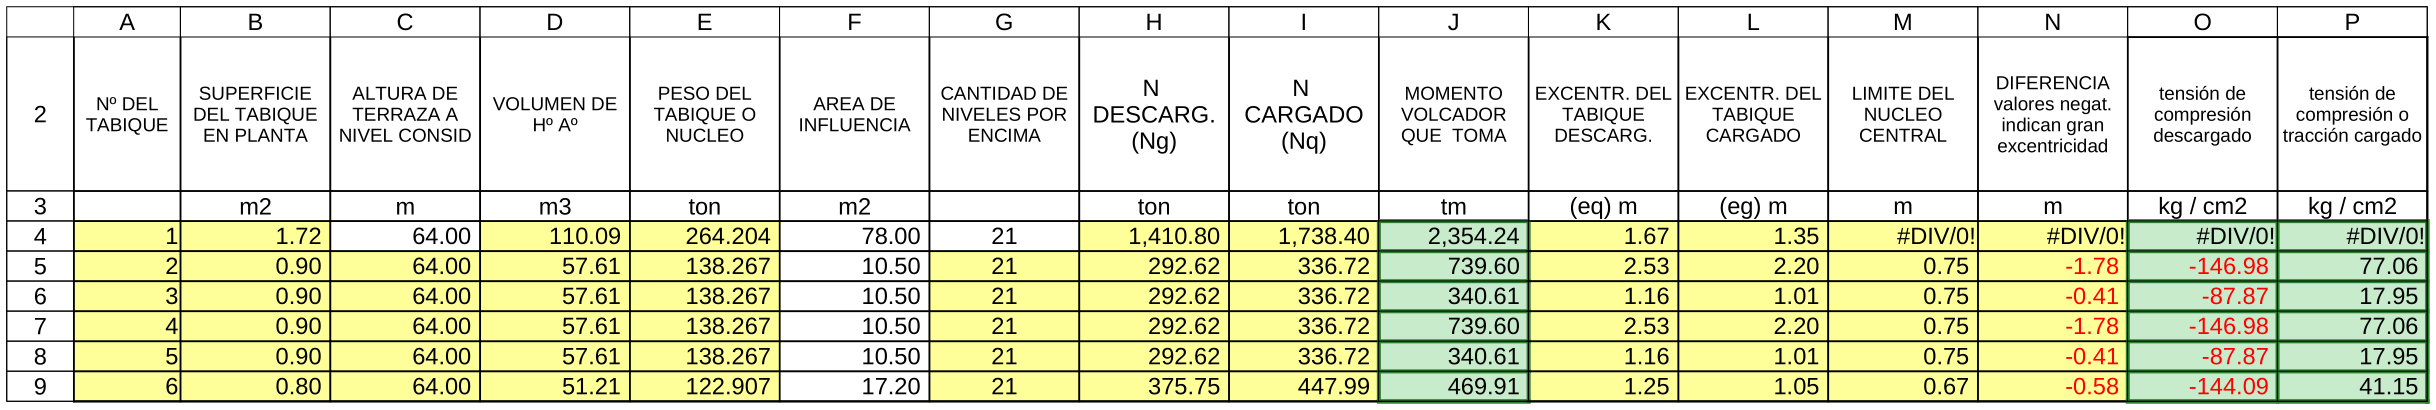 A B C D E F G H I J K L M N O P
2 Nº DEL TABIQUE SUPERFICIE DEL TABIQUE EN PLANTA ALTURA DE TERRAZA A NIVEL CONSID VOLUMEN DE Hº Aº PESO DEL TABIQUE O NUCLEO AREA DE INFLUENCIA CANTIDAD DE NIVELES POR ENCIMA N DESCARG. (Ng) N CARGADO (Nq) MOMENTO VOLCADOR QUE TOMA EXCENTR. DEL TABIQUE DESCARG. EXCENTR. DEL TABIQUE CARGADO LIMITE DEL NUCLEO CENTRAL DIFERENCIA valores negat. indican gran excentricidad tensión de compresión descargado tensión de compresión o tracción cargado
3 m2 m m3 ton m2 ton ton tm (eq) m (eg) m m m kg / cm2 kg / cm2
4 1 1.72 64.00 110.09 264.204 78.00 21 1,410.80 1,738.40 2,354.24 1.67 1.35 #DIV/0! #DIV/0! #DIV/0! #DIV/0!
5 2 0.90 64.00 57.61 138.267 10.50 21 292.62 336.72 739.60 2.53 2.20 0.75 -1.78 -146.98 77.06
6 3 0.90 64.00 57.61 138.267 10.50 21 292.62 336.72 340.61 1.16 1.01 0.75 -0.41 -87.87 17.95
7 4 0.90 64.00 57.61 138.267 10.50 21 292.62 336.72 739.60 2.53 2.20 0.75 -1.78 -146.98 77.06
8 5 0.90 64.00 57.61 138.267 10.50 21 292.62 336.72 340.61 1.16 1.01 0.75 -0.41 -87.87 17.95
9 6 0.80 64.00 51.21 122.907 17.20 21 375.75 447.99 469.91 1.25 1.05 0.67 -0.58 -144.09 41.15